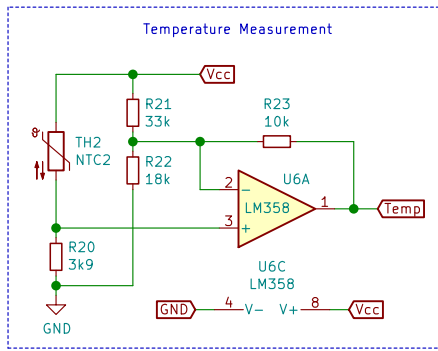 Temperature Measurement
Vcc
R21
33k
R23
10k
TH2
NTC2
ϑ
R22
18k
U6A
2
−
LM358
1
Temp
3
+
R20
3k9
U6C
LM358
GND
4
V−
V+
8
Vcc
GND